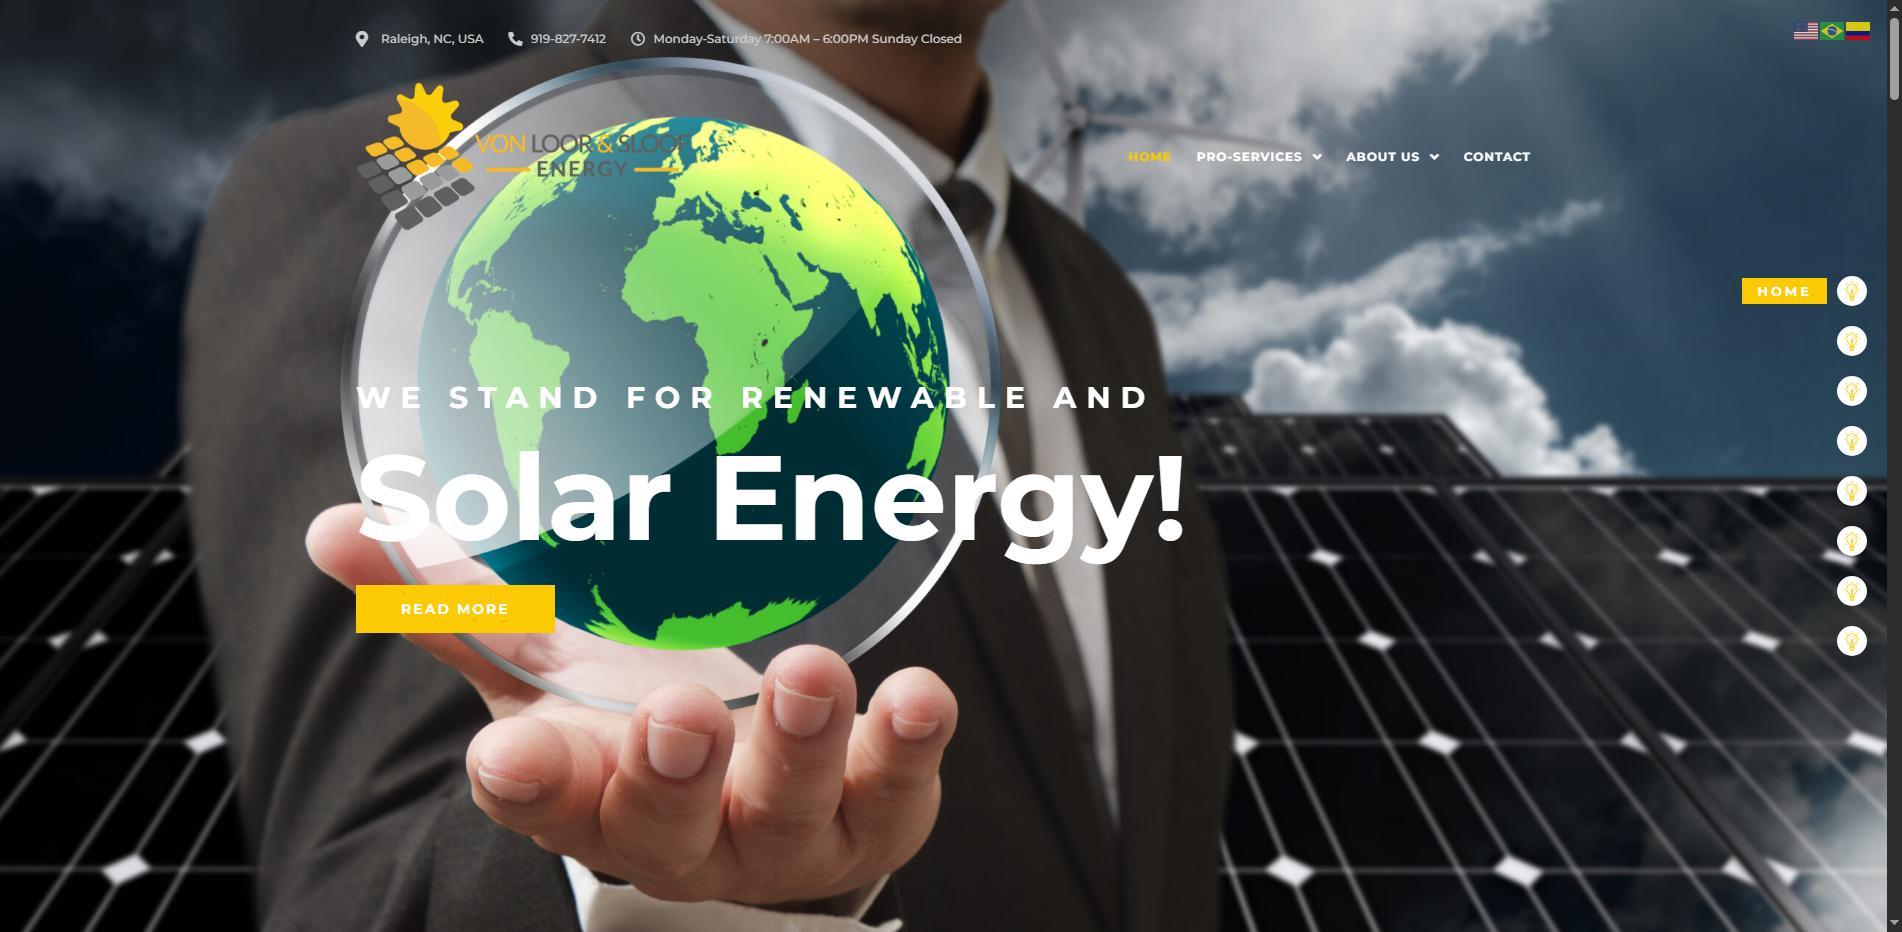 Raleigh, NC, USA 919-827-7412 Monday-Saturday 7:00AM – 6:00PM Sunday Closed
VON LOOR & SLOOF
ENERGY
HOME PRO-SERVICES ABOUT US CONTACT
HOME
WE STAND FOR RENEWABLE AND
Solar Energy!
READ MORE